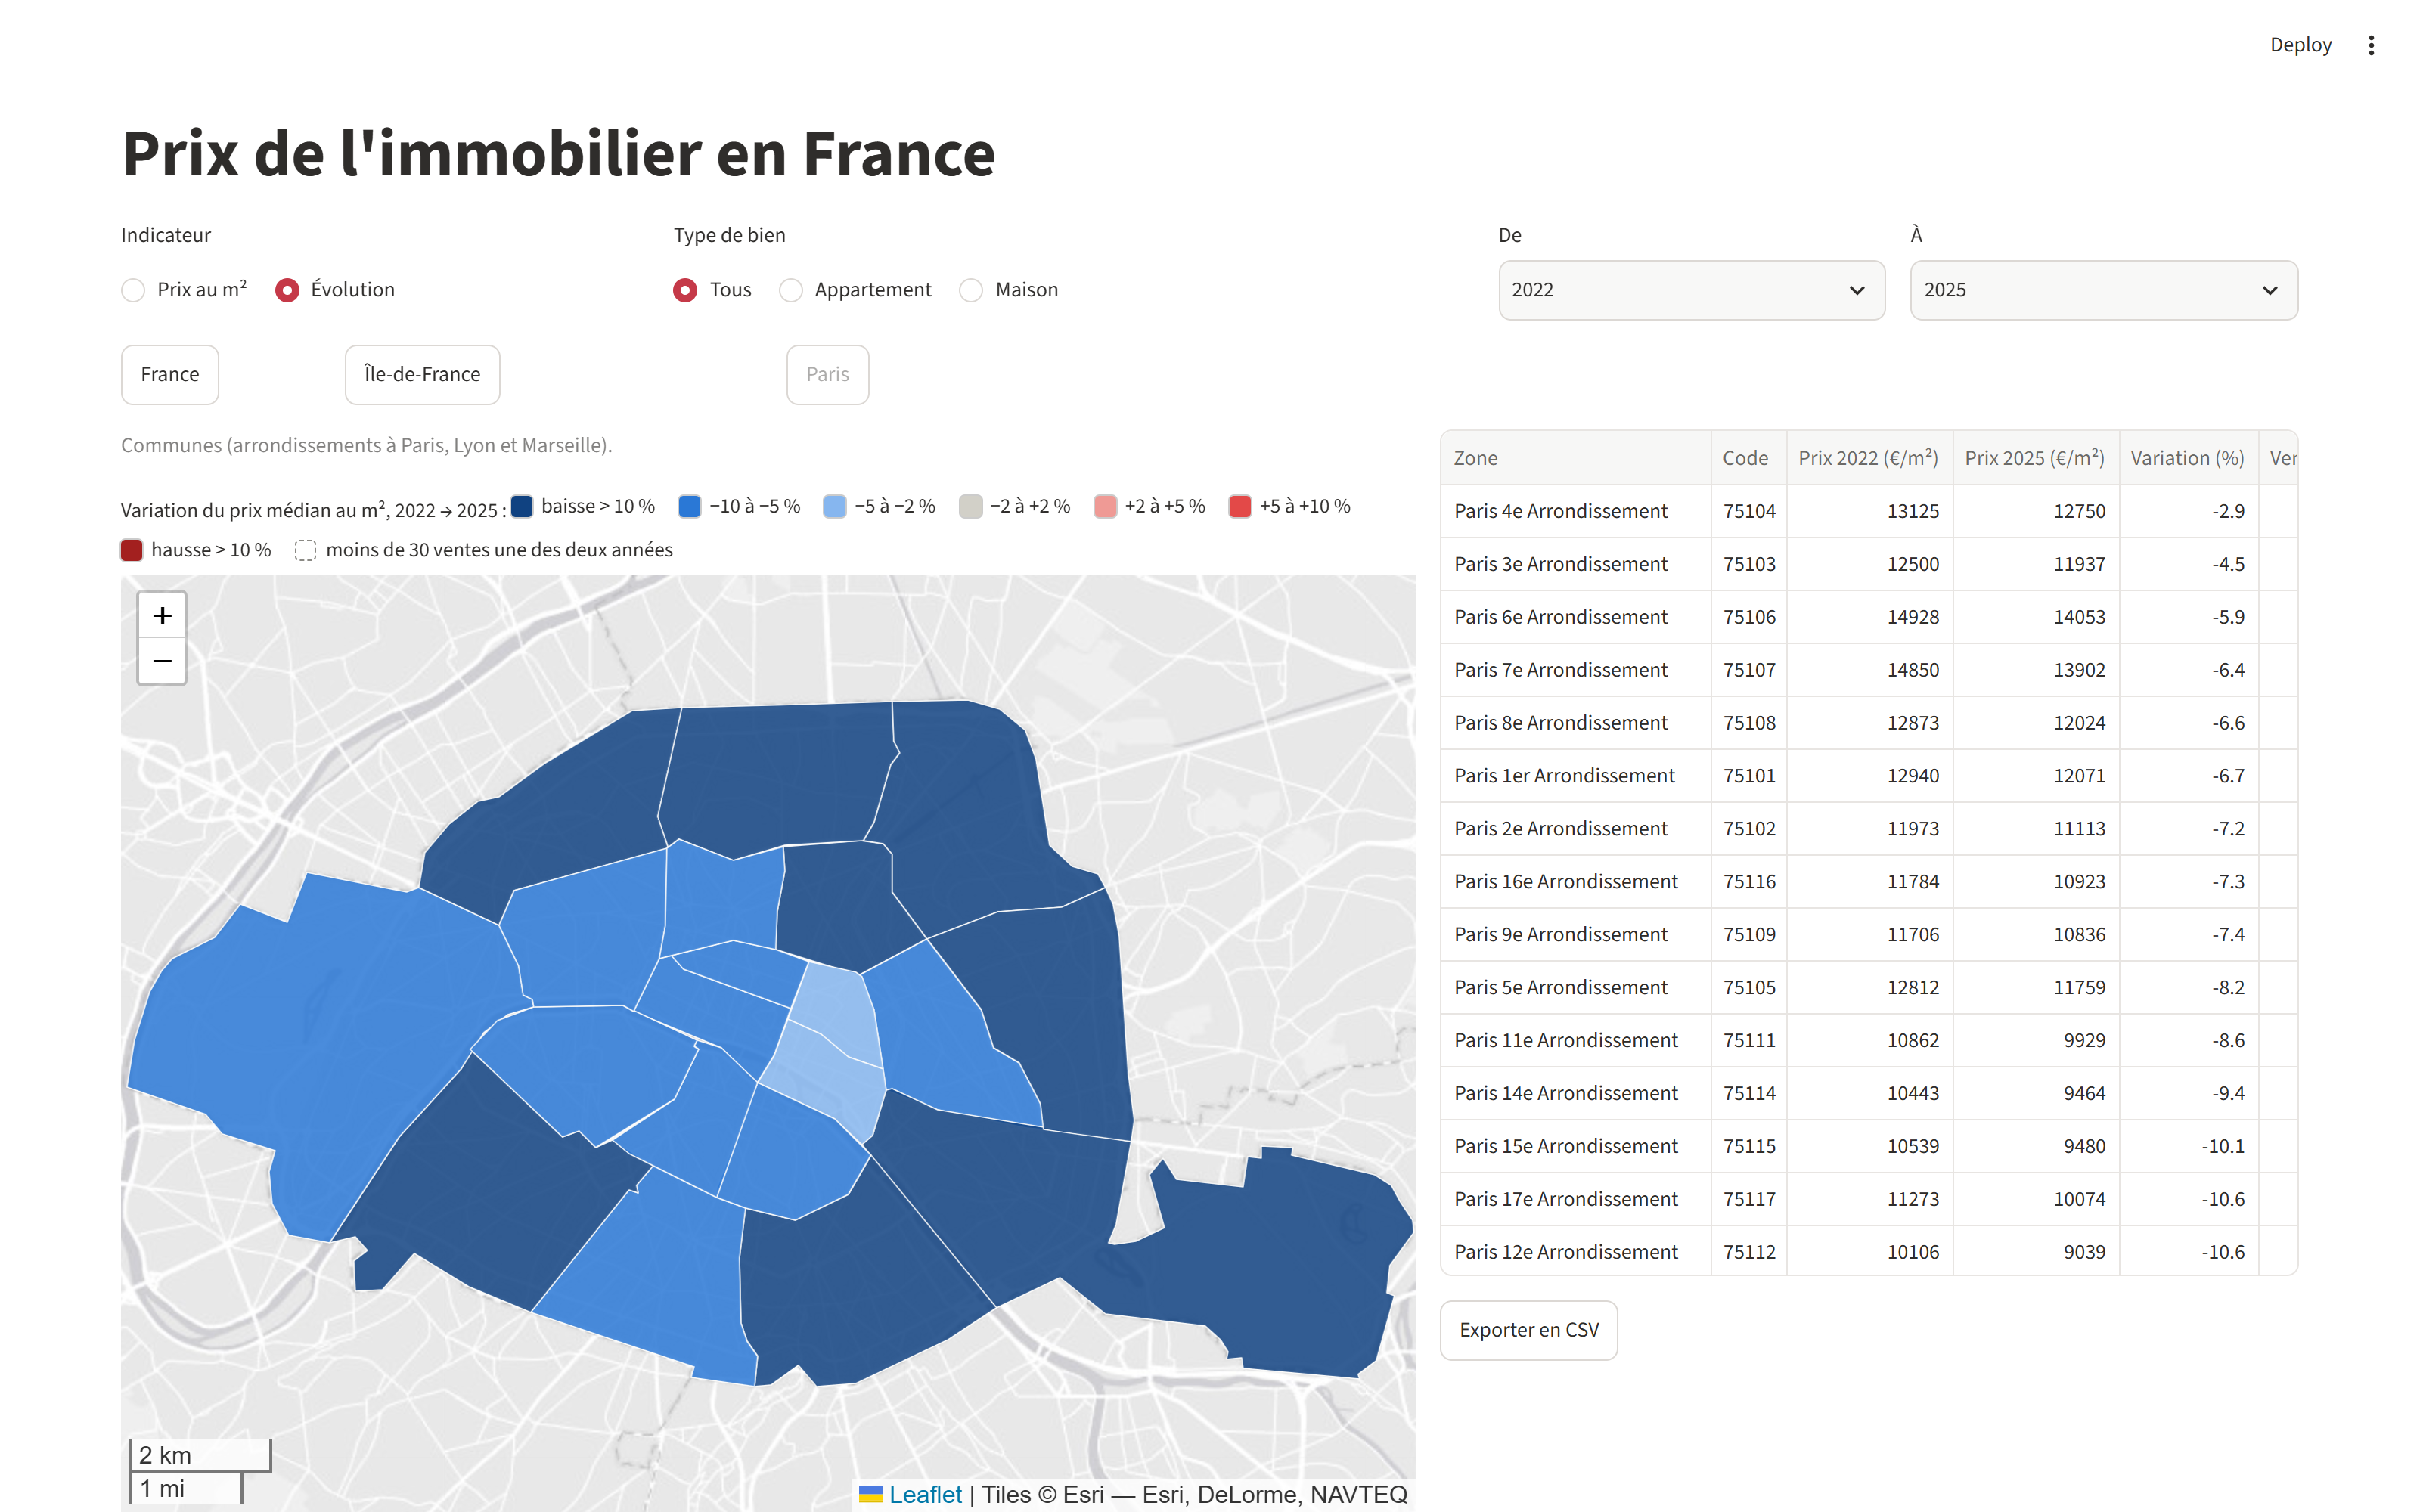 Deploy
Prix de l'immobilier en France
Indicateur
Type de bien
De
À
Prix au m²
Évolution
Tous
Appartement
Maison
2022
2025
France
Île-de-France
Paris
Communes (arrondissements à Paris, Lyon et Marseille).
Variation du prix médian au m², 2022 → 2025 : baisse > 10 % −10 à −5 % −5 à −2 % −2 à +2 % +2 à +5 % +5 à +10 %
hausse > 10 % moins de 30 ventes une des deux années
+
−
2 km
1 mi
Leaflet | Tiles © Esri — Esri, DeLorme, NAVTEQ
Zone Code Prix 2022 (€/m²) Prix 2025 (€/m²) Variation (%) Ver
Paris 4e Arrondissement 75104 13125 12750 -2.9
Paris 3e Arrondissement 75103 12500 11937 -4.5
Paris 6e Arrondissement 75106 14928 14053 -5.9
Paris 7e Arrondissement 75107 14850 13902 -6.4
Paris 8e Arrondissement 75108 12873 12024 -6.6
Paris 1er Arrondissement 75101 12940 12071 -6.7
Paris 2e Arrondissement 75102 11973 11113 -7.2
Paris 16e Arrondissement 75116 11784 10923 -7.3
Paris 9e Arrondissement 75109 11706 10836 -7.4
Paris 5e Arrondissement 75105 12812 11759 -8.2
Paris 11e Arrondissement 75111 10862 9929 -8.6
Paris 14e Arrondissement 75114 10443 9464 -9.4
Paris 15e Arrondissement 75115 10539 9480 -10.1
Paris 17e Arrondissement 75117 11273 10074 -10.6
Paris 12e Arrondissement 75112 10106 9039 -10.6
Exporter en CSV